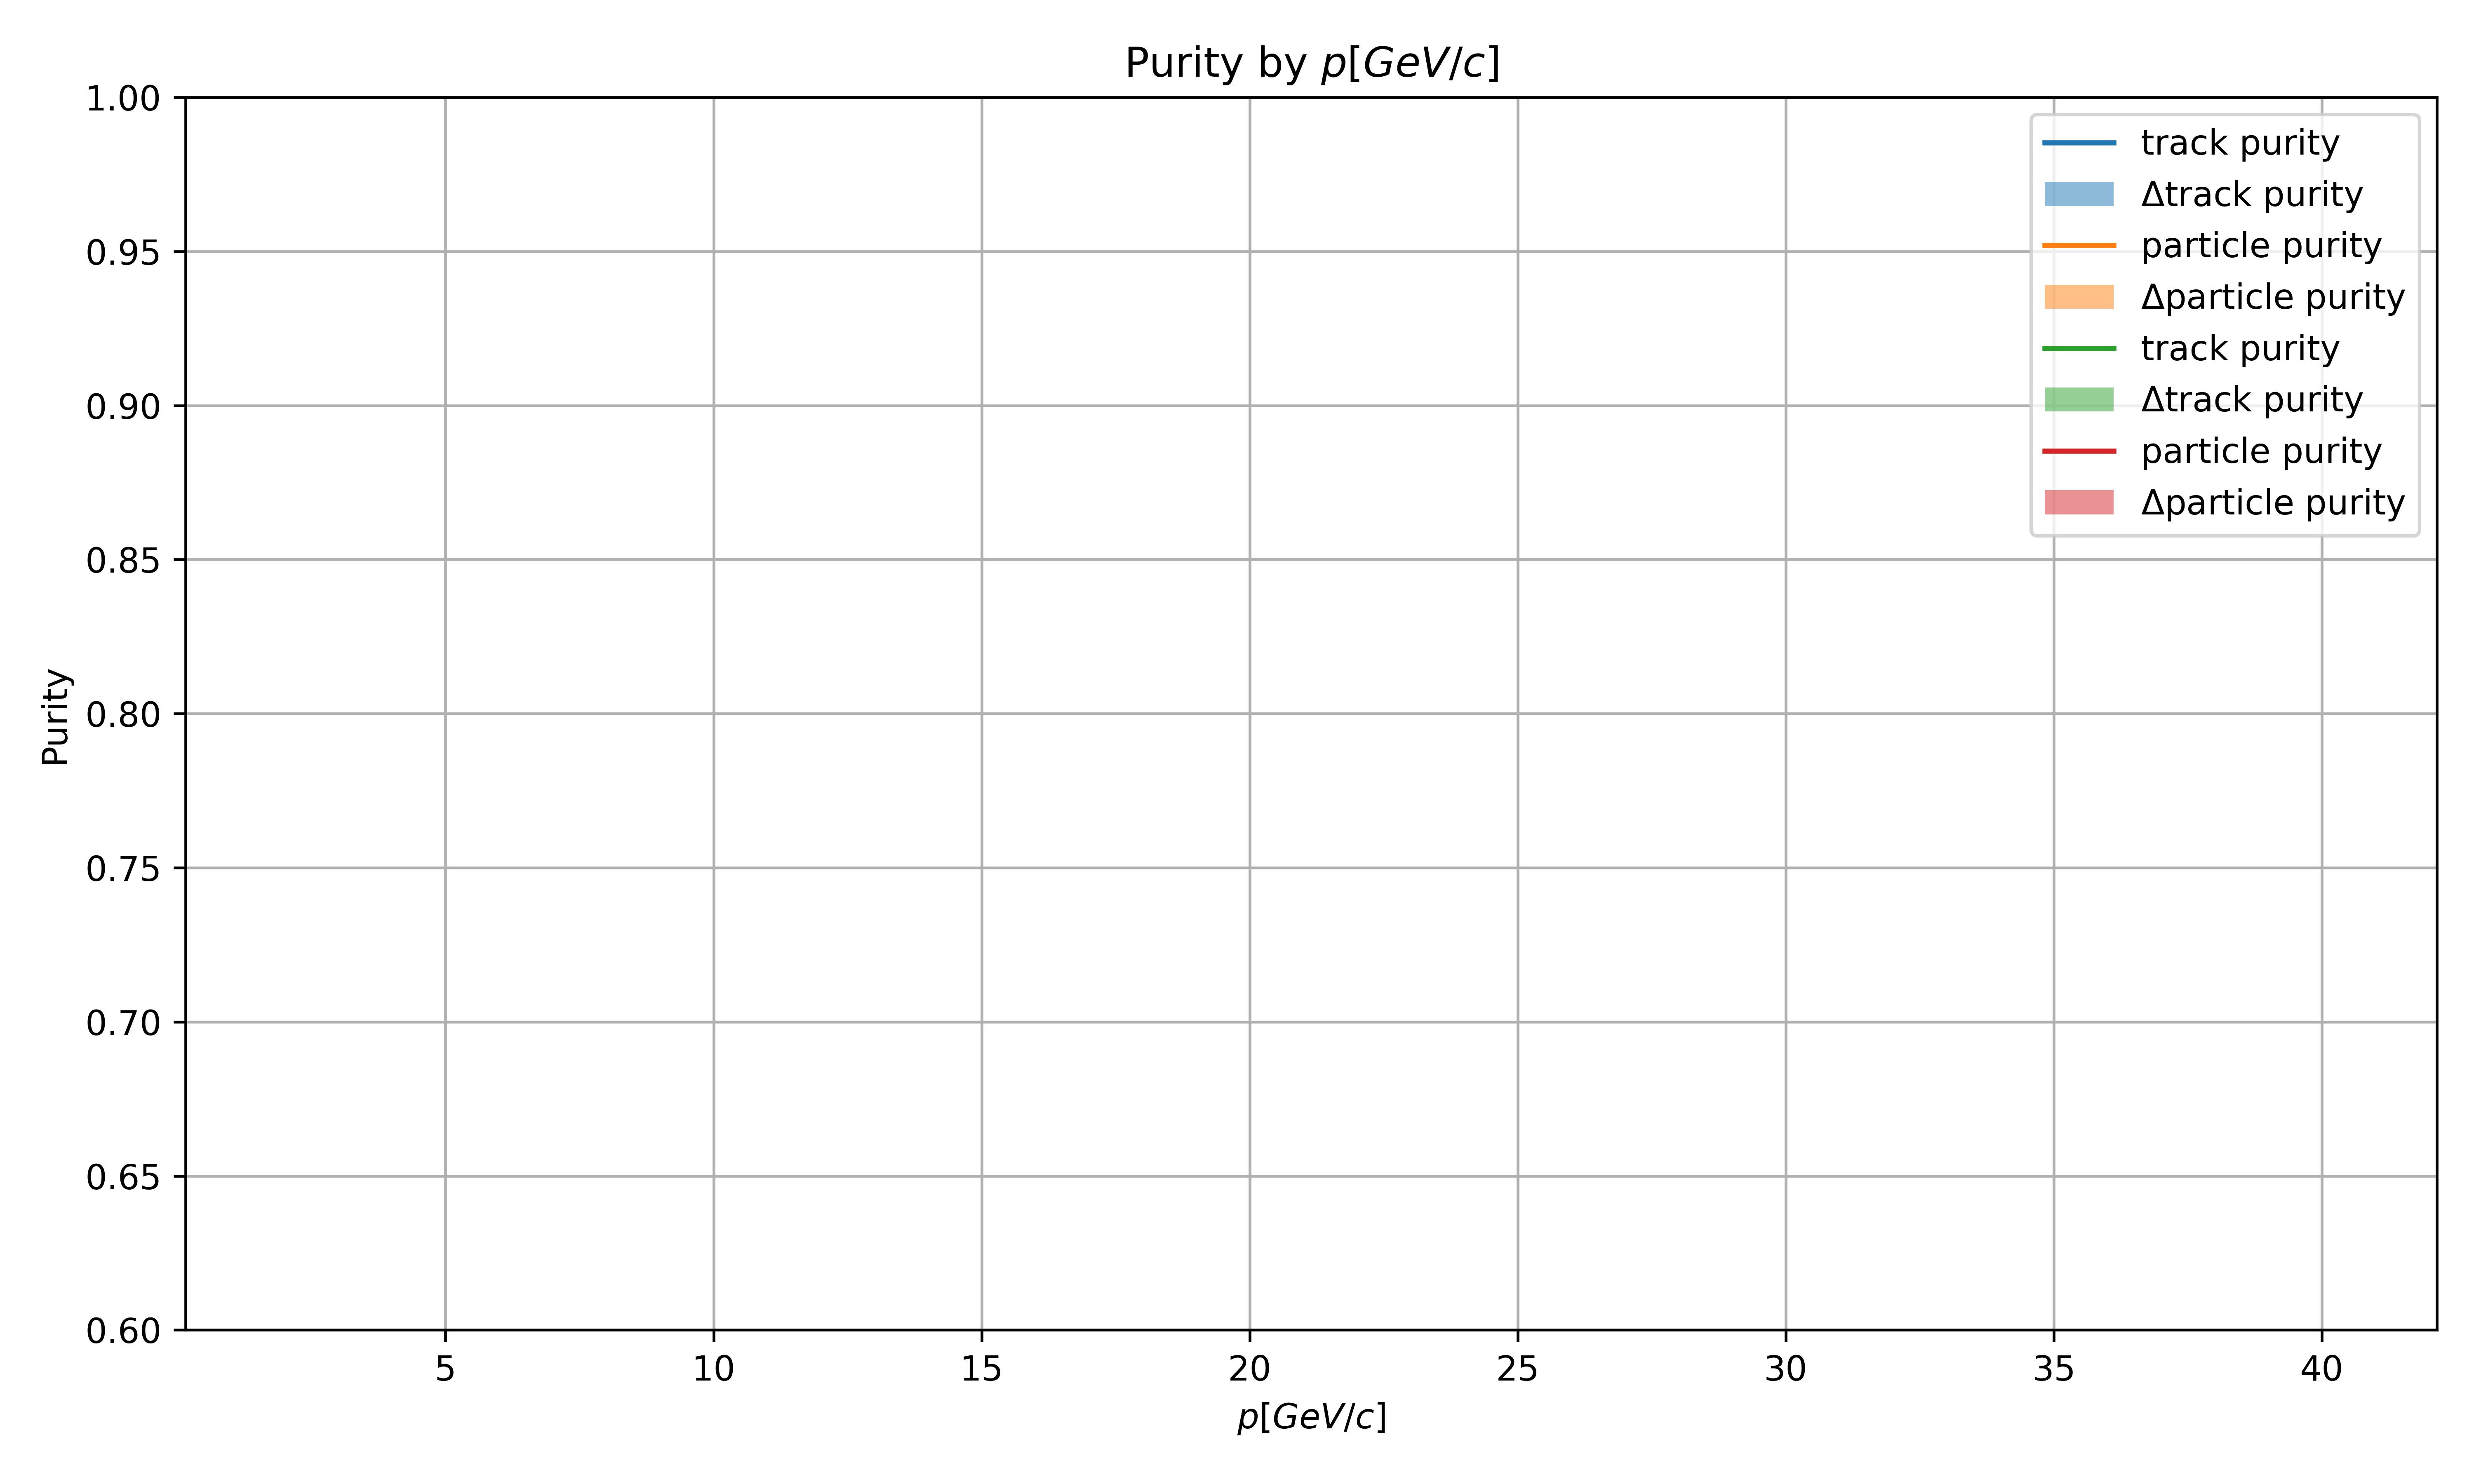 Purity by p[GeV/c]
1.00
0.95
0.90
0.85
0.80
0.75
0.70
0.65
0.60
Purity
track purity
Δtrack purity
particle purity
Δparticle purity
track purity
Δtrack purity
particle purity
Δparticle purity
5 10 15 20 25 30 35 40
p[GeV/c]